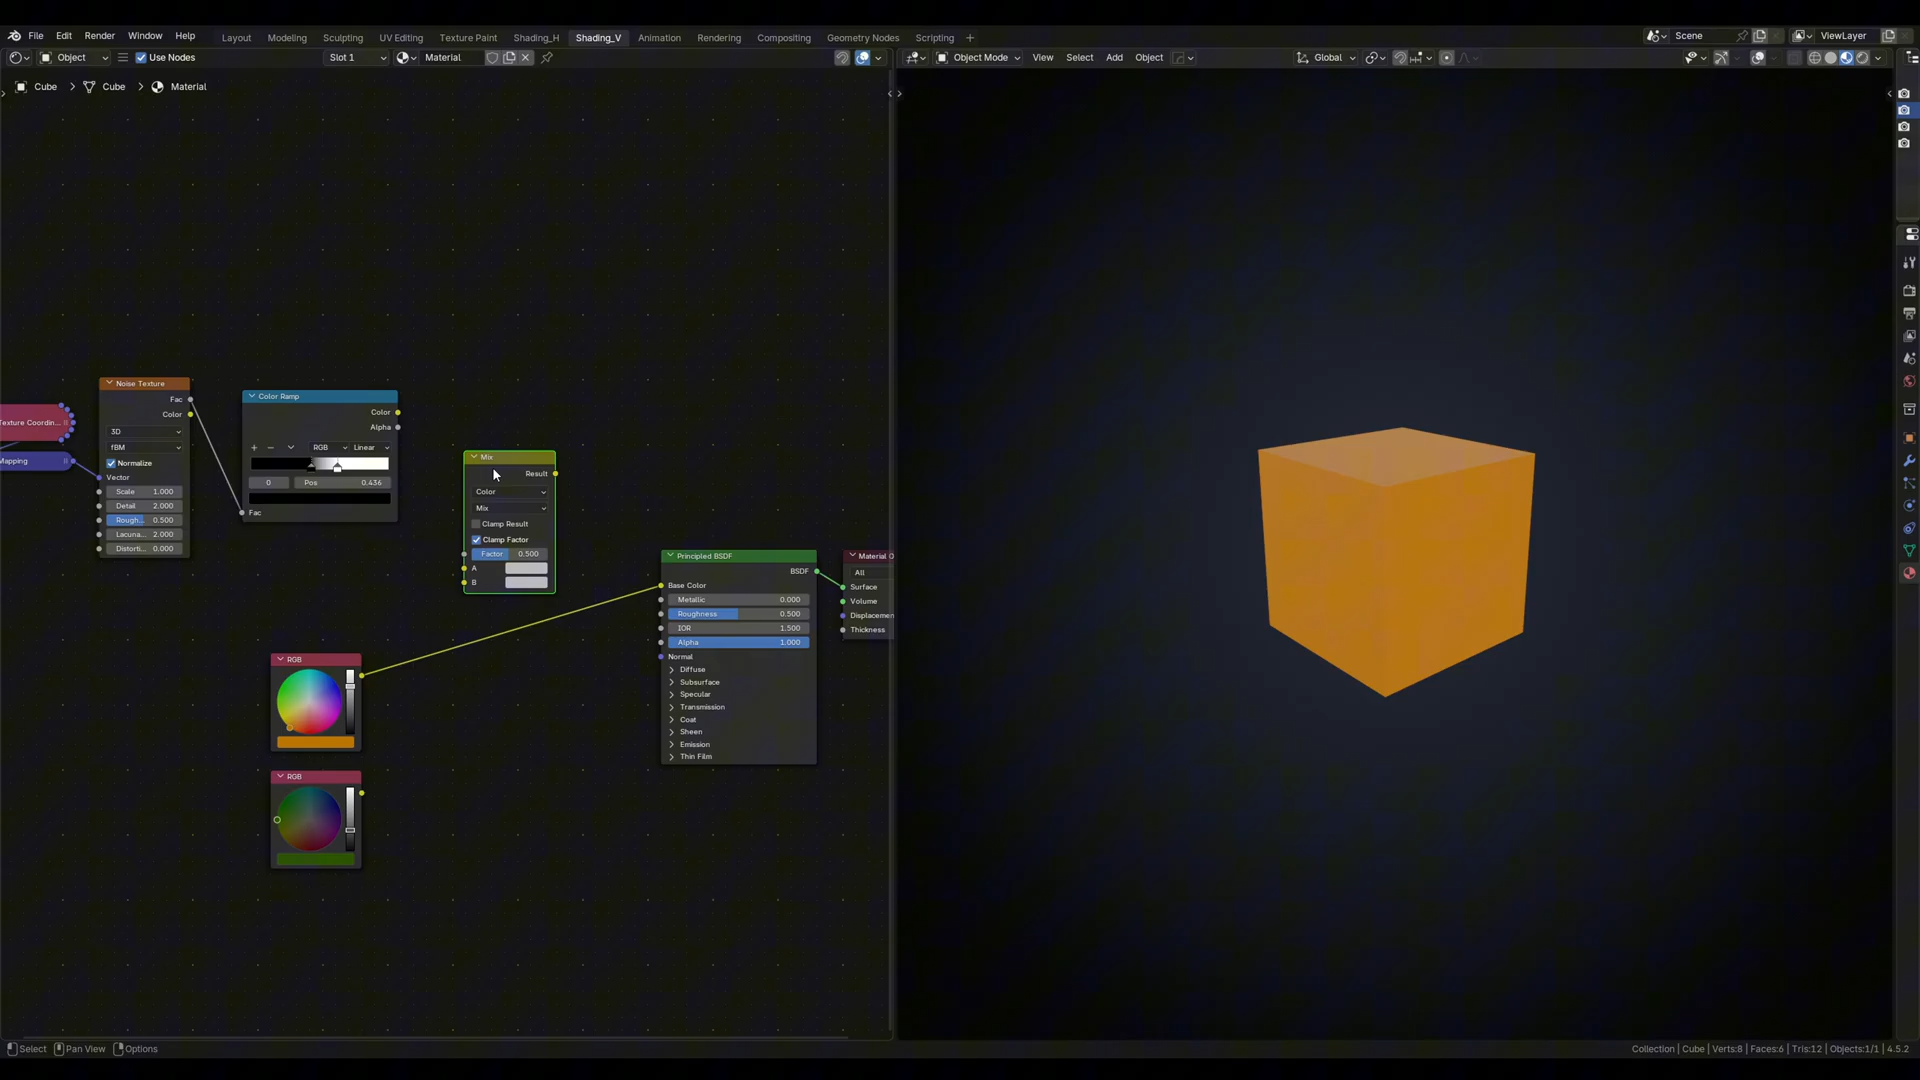 File Edit Render Window Help Layout Modeling Sculpting UV Editing Texture Paint Shading_H Shading_V Animation Rendering Compositing Geometry Nodes Scripting + Scene ViewLayer
Object Use Nodes Slot 1 Material Object Mode View Select Add Object Global
Cube > Cube > Material
Noise Texture
Fac
Color
3D
fBM
Normalize
Vector
Scale 1.000
Detail 2.000
Rough... 0.500
Lacuna... 2.000
Distorti... 0.000
Texture Coordin...
Mapping
Color Ramp
Color
Alpha
RGB Linear
0 Pos 0.436
Fac
Mix
Result
Color
Mix
Clamp Result
Clamp Factor
Factor 0.500
A
B
RGB
RGB
Principled BSDF
BSDF
Base Color
Metallic 0.000
Roughness 0.500
IOR 1.500
Alpha 1.000
Normal
Diffuse
Subsurface
Specular
Transmission
Coat
Sheen
Emission
Thin Film
Material O
All
Surface
Volume
Displacemen
Thickness
Select Pan View Options
Collection | Cube | Verts:8 | Faces:6 | Tris:12 | Objects:1/1 | 4.5.2